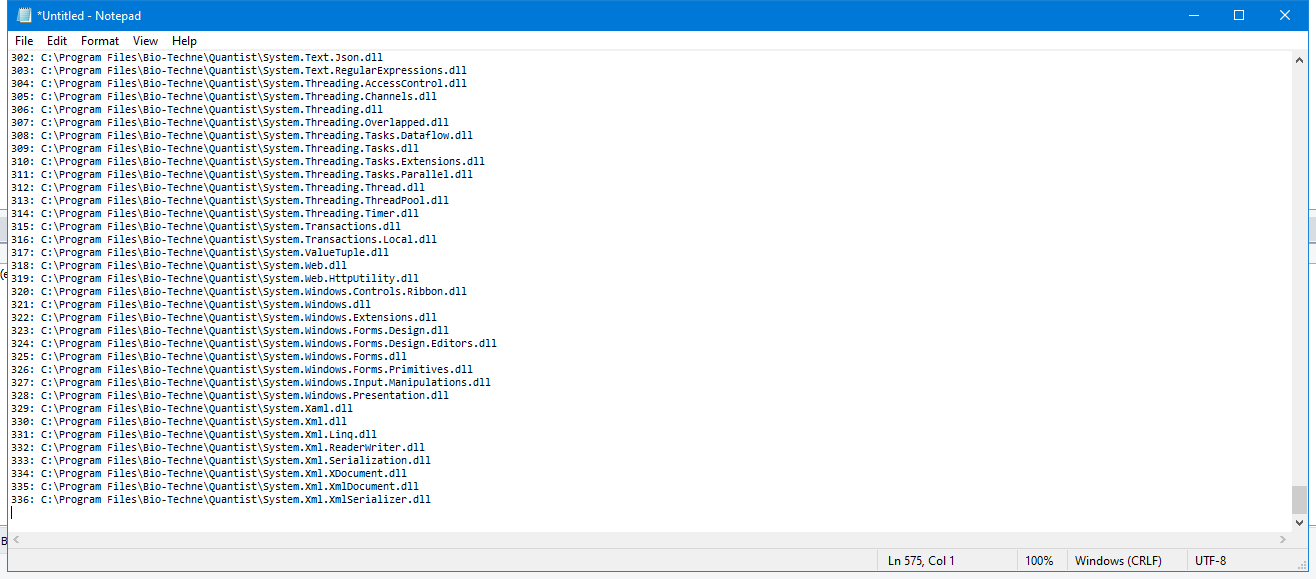 *Untitled - Notepad
File Edit Format View Help
302: C:\Program Files\Bio-Techne\Quantist\System.Text.Json.dll
303: C:\Program Files\Bio-Techne\Quantist\System.Text.RegularExpressions.dll
304: C:\Program Files\Bio-Techne\Quantist\System.Threading.AccessControl.dll
305: C:\Program Files\Bio-Techne\Quantist\System.Threading.Channels.dll
306: C:\Program Files\Bio-Techne\Quantist\System.Threading.dll
307: C:\Program Files\Bio-Techne\Quantist\System.Threading.Overlapped.dll
308: C:\Program Files\Bio-Techne\Quantist\System.Threading.Tasks.Dataflow.dll
309: C:\Program Files\Bio-Techne\Quantist\System.Threading.Tasks.dll
310: C:\Program Files\Bio-Techne\Quantist\System.Threading.Tasks.Extensions.dll
311: C:\Program Files\Bio-Techne\Quantist\System.Threading.Tasks.Parallel.dll
312: C:\Program Files\Bio-Techne\Quantist\System.Threading.Thread.dll
313: C:\Program Files\Bio-Techne\Quantist\System.Threading.ThreadPool.dll
314: C:\Program Files\Bio-Techne\Quantist\System.Threading.Timer.dll
315: C:\Program Files\Bio-Techne\Quantist\System.Transactions.dll
316: C:\Program Files\Bio-Techne\Quantist\System.Transactions.Local.dll
317: C:\Program Files\Bio-Techne\Quantist\System.ValueTuple.dll
318: C:\Program Files\Bio-Techne\Quantist\System.Web.dll
319: C:\Program Files\Bio-Techne\Quantist\System.Web.HttpUtility.dll
320: C:\Program Files\Bio-Techne\Quantist\System.Windows.Controls.Ribbon.dll
321: C:\Program Files\Bio-Techne\Quantist\System.Windows.dll
322: C:\Program Files\Bio-Techne\Quantist\System.Windows.Extensions.dll
323: C:\Program Files\Bio-Techne\Quantist\System.Windows.Forms.Design.dll
324: C:\Program Files\Bio-Techne\Quantist\System.Windows.Forms.Design.Editors.dll
325: C:\Program Files\Bio-Techne\Quantist\System.Windows.Forms.dll
326: C:\Program Files\Bio-Techne\Quantist\System.Windows.Forms.Primitives.dll
327: C:\Program Files\Bio-Techne\Quantist\System.Windows.Input.Manipulations.dll
328: C:\Program Files\Bio-Techne\Quantist\System.Windows.Presentation.dll
329: C:\Program Files\Bio-Techne\Quantist\System.Xaml.dll
330: C:\Program Files\Bio-Techne\Quantist\System.Xml.dll
331: C:\Program Files\Bio-Techne\Quantist\System.Xml.Linq.dll
332: C:\Program Files\Bio-Techne\Quantist\System.Xml.ReaderWriter.dll
333: C:\Program Files\Bio-Techne\Quantist\System.Xml.Serialization.dll
334: C:\Program Files\Bio-Techne\Quantist\System.Xml.XDocument.dll
335: C:\Program Files\Bio-Techne\Quantist\System.Xml.XmlDocument.dll
336: C:\Program Files\Bio-Techne\Quantist\System.Xml.XmlSerializer.dll
Ln 575, Col 1 100% Windows (CRLF) UTF-8